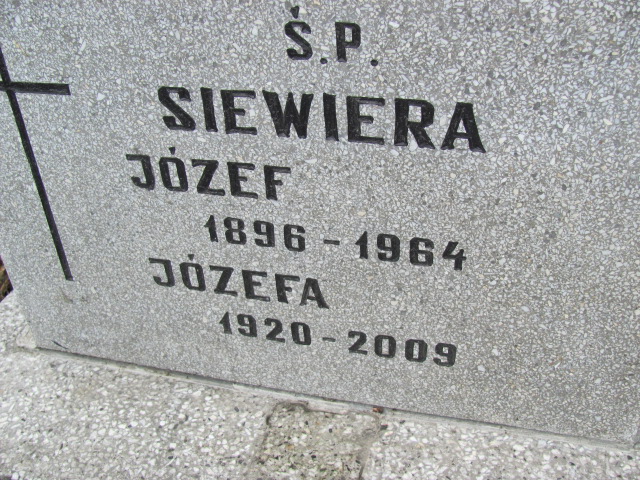 Ś.P.
SIEWIERA
JÓZEF
1896 - 1964
JÓZEFA
1920 - 2009